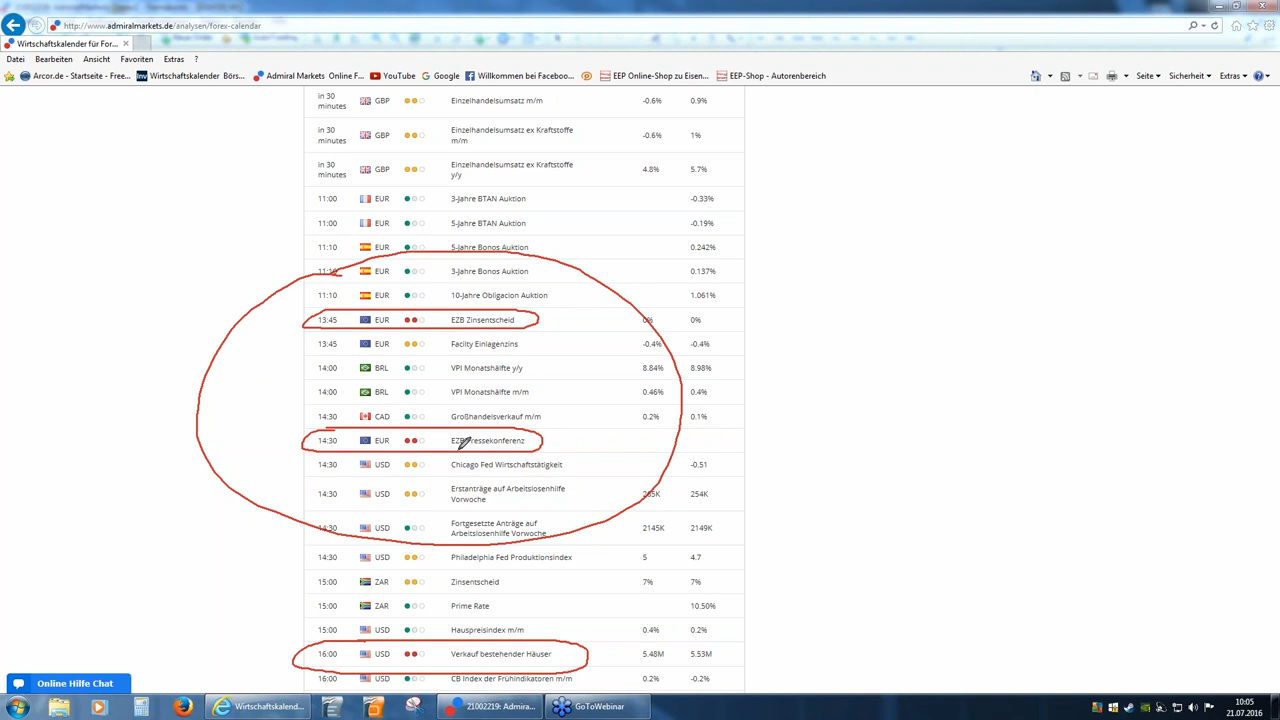 http://www.admiralmarkets.de/analysen/forex-calendar
Wirtschaftskalender für For... ×
Datei Bearbeiten Ansicht Favoriten Extras ?
Arcor.de - Startseite - Free... Wirtschaftskalender Börs... Admiral Markets Online F... YouTube Google Willkommen bei Faceboo... EEP Online-Shop zu Eisen... EEP-Shop - Autorenbereich Seite Sicherheit Extras
in 30 minutes GBP Einzelhandelsumsatz m/m -0.6% 0.9%
in 30 minutes GBP Einzelhandelsumsatz ex Kraftstoffe m/m -0.6% 1%
in 30 minutes GBP Einzelhandelsumsatz ex Kraftstoffe y/y 4.8% 5.7%
11:00 EUR 3-Jahre BTAN Auktion -0.33%
11:00 EUR 5-Jahre BTAN Auktion -0.19%
11:10 EUR 5-Jahre Bonos Auktion 0.242%
11:10 EUR 3-Jahre Bonos Auktion 0.137%
11:10 EUR 10-Jahre Obligacion Auktion 1.061%
13:45 EUR EZB Zinsentscheid 0% 0%
13:45 EUR Facilty Einlagenzins -0.4% -0.4%
14:00 BRL VPI Monatshälfte y/y 8.84% 8.98%
14:00 BRL VPI Monatshälfte m/m 0.46% 0.4%
14:30 CAD Großhandelsverkauf m/m 0.2% 0.1%
14:30 EUR EZB Pressekonferenz
14:30 USD Chicago Fed Wirtschaftstätigkeit -0.51
14:30 USD Erstanträge auf Arbeitslosenhilfe Vorwoche 265K 254K
14:30 USD Fortgesetzte Anträge auf Arbeitslosenhilfe Vorwoche 2145K 2149K
14:30 USD Philadelphia Fed Produktionsindex 5 4.7
15:00 ZAR Zinsentscheid 7% 7%
15:00 ZAR Prime Rate 10.50%
15:00 USD Hauspreisindex m/m 0.4% 0.2%
16:00 USD Verkauf bestehender Häuser 5.48M 5.53M
16:00 USD CB Index der Frühindikatoren m/m 0.2% -0.2%
Online Hilfe Chat
Wirtschaftskalend... 21002219: Admira... GoToWebinar
10:05
21.07.2016